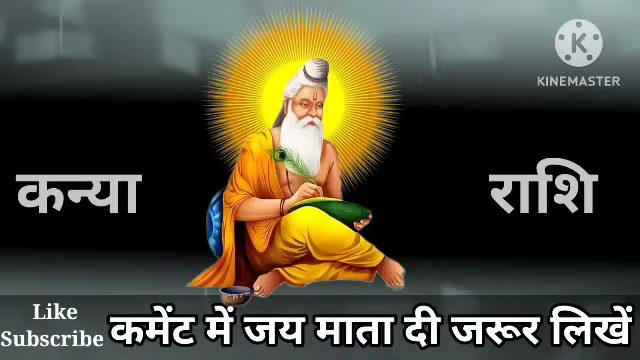 KINEMASTER
कन्या राशि
Like
Subscribe
कमेंट में जय माता दी जरूर लिखें